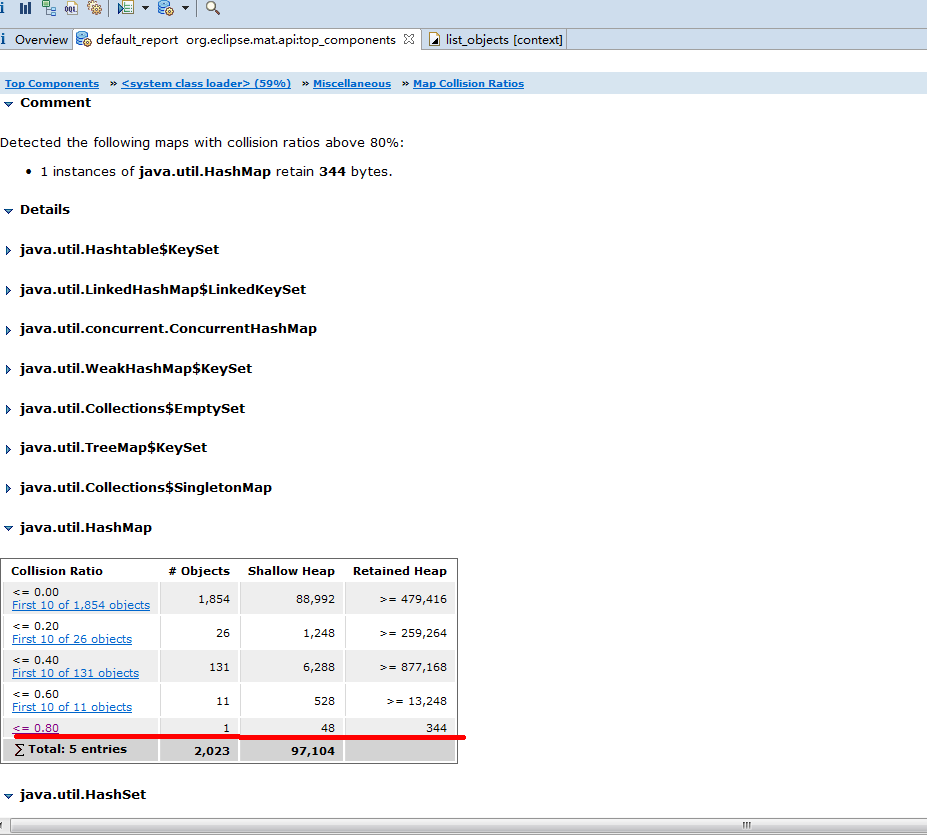 OQL
i Overview default_report org.eclipse.mat.api:top_components list_objects [context]
Top Components » <system class loader> (59%) » Miscellaneous » Map Collision Ratios
Comment
Detected the following maps with collision ratios above 80%:
• 1 instances of java.util.HashMap retain 344 bytes.
Details
java.util.Hashtable$KeySet
java.util.LinkedHashMap$LinkedKeySet
java.util.concurrent.ConcurrentHashMap
java.util.WeakHashMap$KeySet
java.util.Collections$EmptySet
java.util.TreeMap$KeySet
java.util.Collections$SingletonMap
java.util.HashMap
Collision Ratio # Objects Shallow Heap Retained Heap
<= 0.00
First 10 of 1,854 objects 1,854 88,992 >= 479,416
<= 0.20
First 10 of 26 objects 26 1,248 >= 259,264
<= 0.40
First 10 of 131 objects 131 6,288 >= 877,168
<= 0.60
First 10 of 11 objects 11 528 >= 13,248
<= 0.80 1 48 344
∑ Total: 5 entries 2,023 97,104
java.util.HashSet